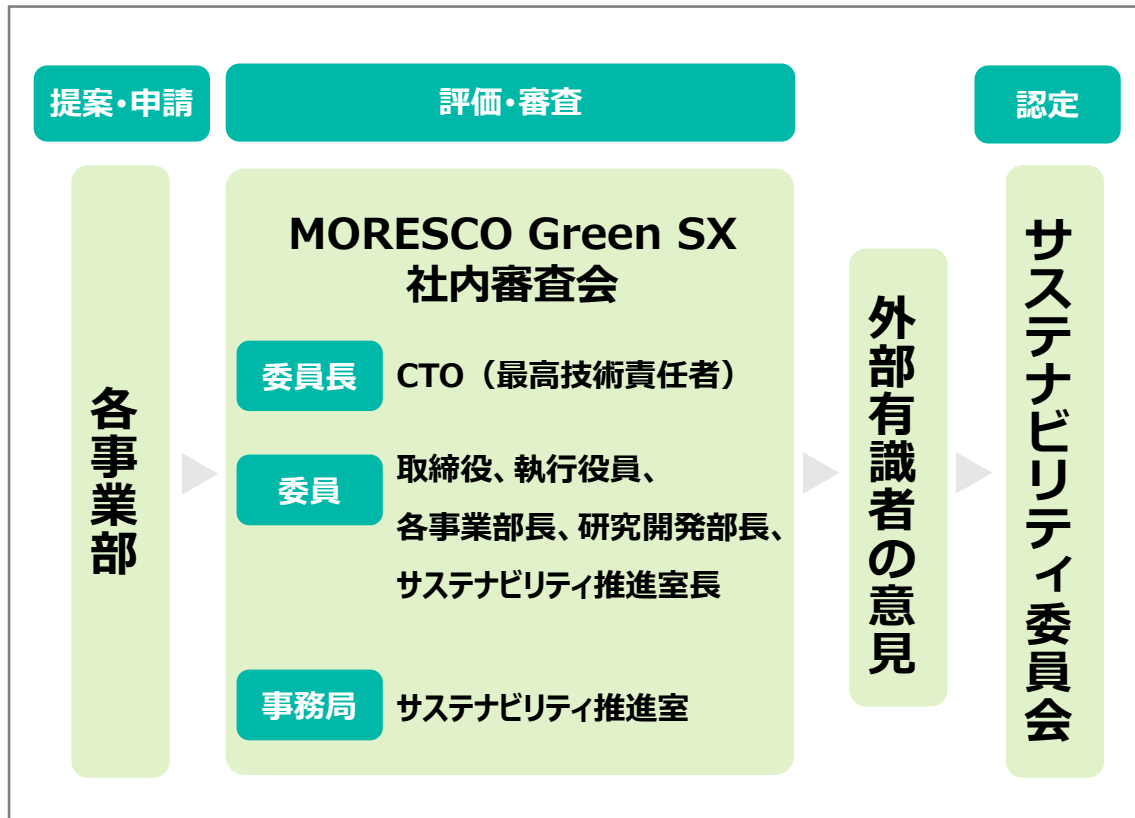 提案・申請
評価・審査
認定
各事業部
MORESCO Green SX
社内審査会
委員長
CTO（最高技術責任者）
委員
取締役、執行役員、
各事業部長、研究開発部長、
サステナビリティ推進室長
事務局
サステナビリティ推進室
外部有識者の意見
サステナビリティ委員会